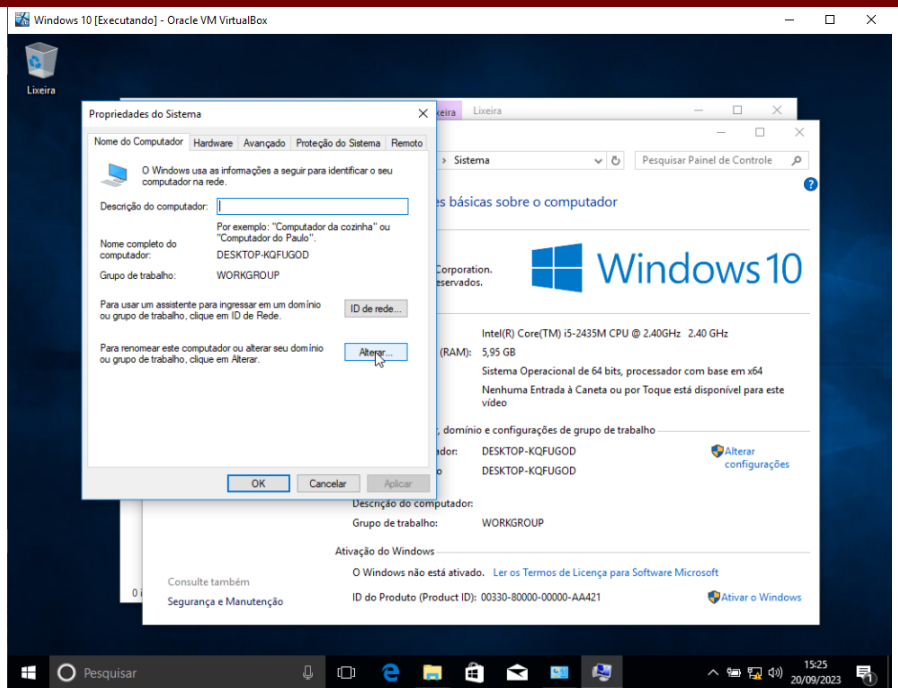 Windows 10 [Executando] - Oracle VM VirtualBox
Lixeira
Lixeira
Propriedades do Sistema
Nome do Computador Hardware Avançado Proteção do Sistema Remoto
O Windows usa as informações a seguir para identificar o seu
computador na rede.
Descrição do computador:
Por exemplo: "Computador da cozinha" ou
"Computador do Paulo".
Nome completo do
computador:
DESKTOP-KQFUGOD
Grupo de trabalho: WORKGROUP
Para usar um assistente para ingressar em um domínio
ou grupo de trabalho, clique em ID de Rede.
ID de rede...
Para renomear este computador ou alterar seu domínio
ou grupo de trabalho, clique em Alterar.
Alterar...
OK Cancelar Aplicar
Sistema
Pesquisar Painel de Controle
básicas sobre o computador
Corporation.
Windows 10
Intel(R) Core(TM) i5-2435M CPU @ 2.40GHz 2.40 GHz
(RAM): 5,95 GB
Sistema Operacional de 64 bits, processador com base em x64
Nenhuma Entrada à Caneta ou por Toque está disponível para este
vídeo
, domínio e configurações de grupo de trabalho
DESKTOP-KQFUGOD
Alterar
configurações
DESKTOP-KQFUGOD
Descrição do computador:
Grupo de trabalho: WORKGROUP
Ativação do Windows
O Windows não está ativado. Ler os Termos de Licença para Software Microsoft
ID do Produto (Product ID): 00330-80000-00000-AA421
Ativar o Windows
Consulte também
Segurança e Manutenção
Pesquisar
15:25
20/09/2023